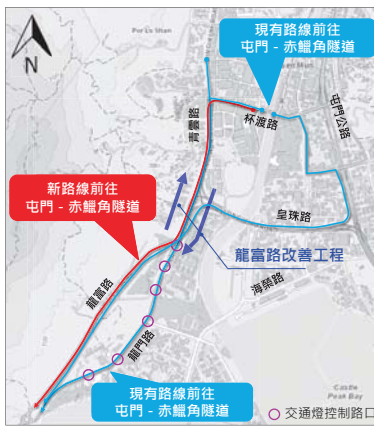 N
現有路線前往
屯門 - 赤鱲角隧道
屯門公路
杯渡路
青雲路
新路線前往
屯門 - 赤鱲角隧道
皇珠路
龍富路改善工程
海榮路
龍富路
龍門路
現有路線前往
屯門 - 赤鱲角隧道
Castle
Peak Bay
交通燈控制路口